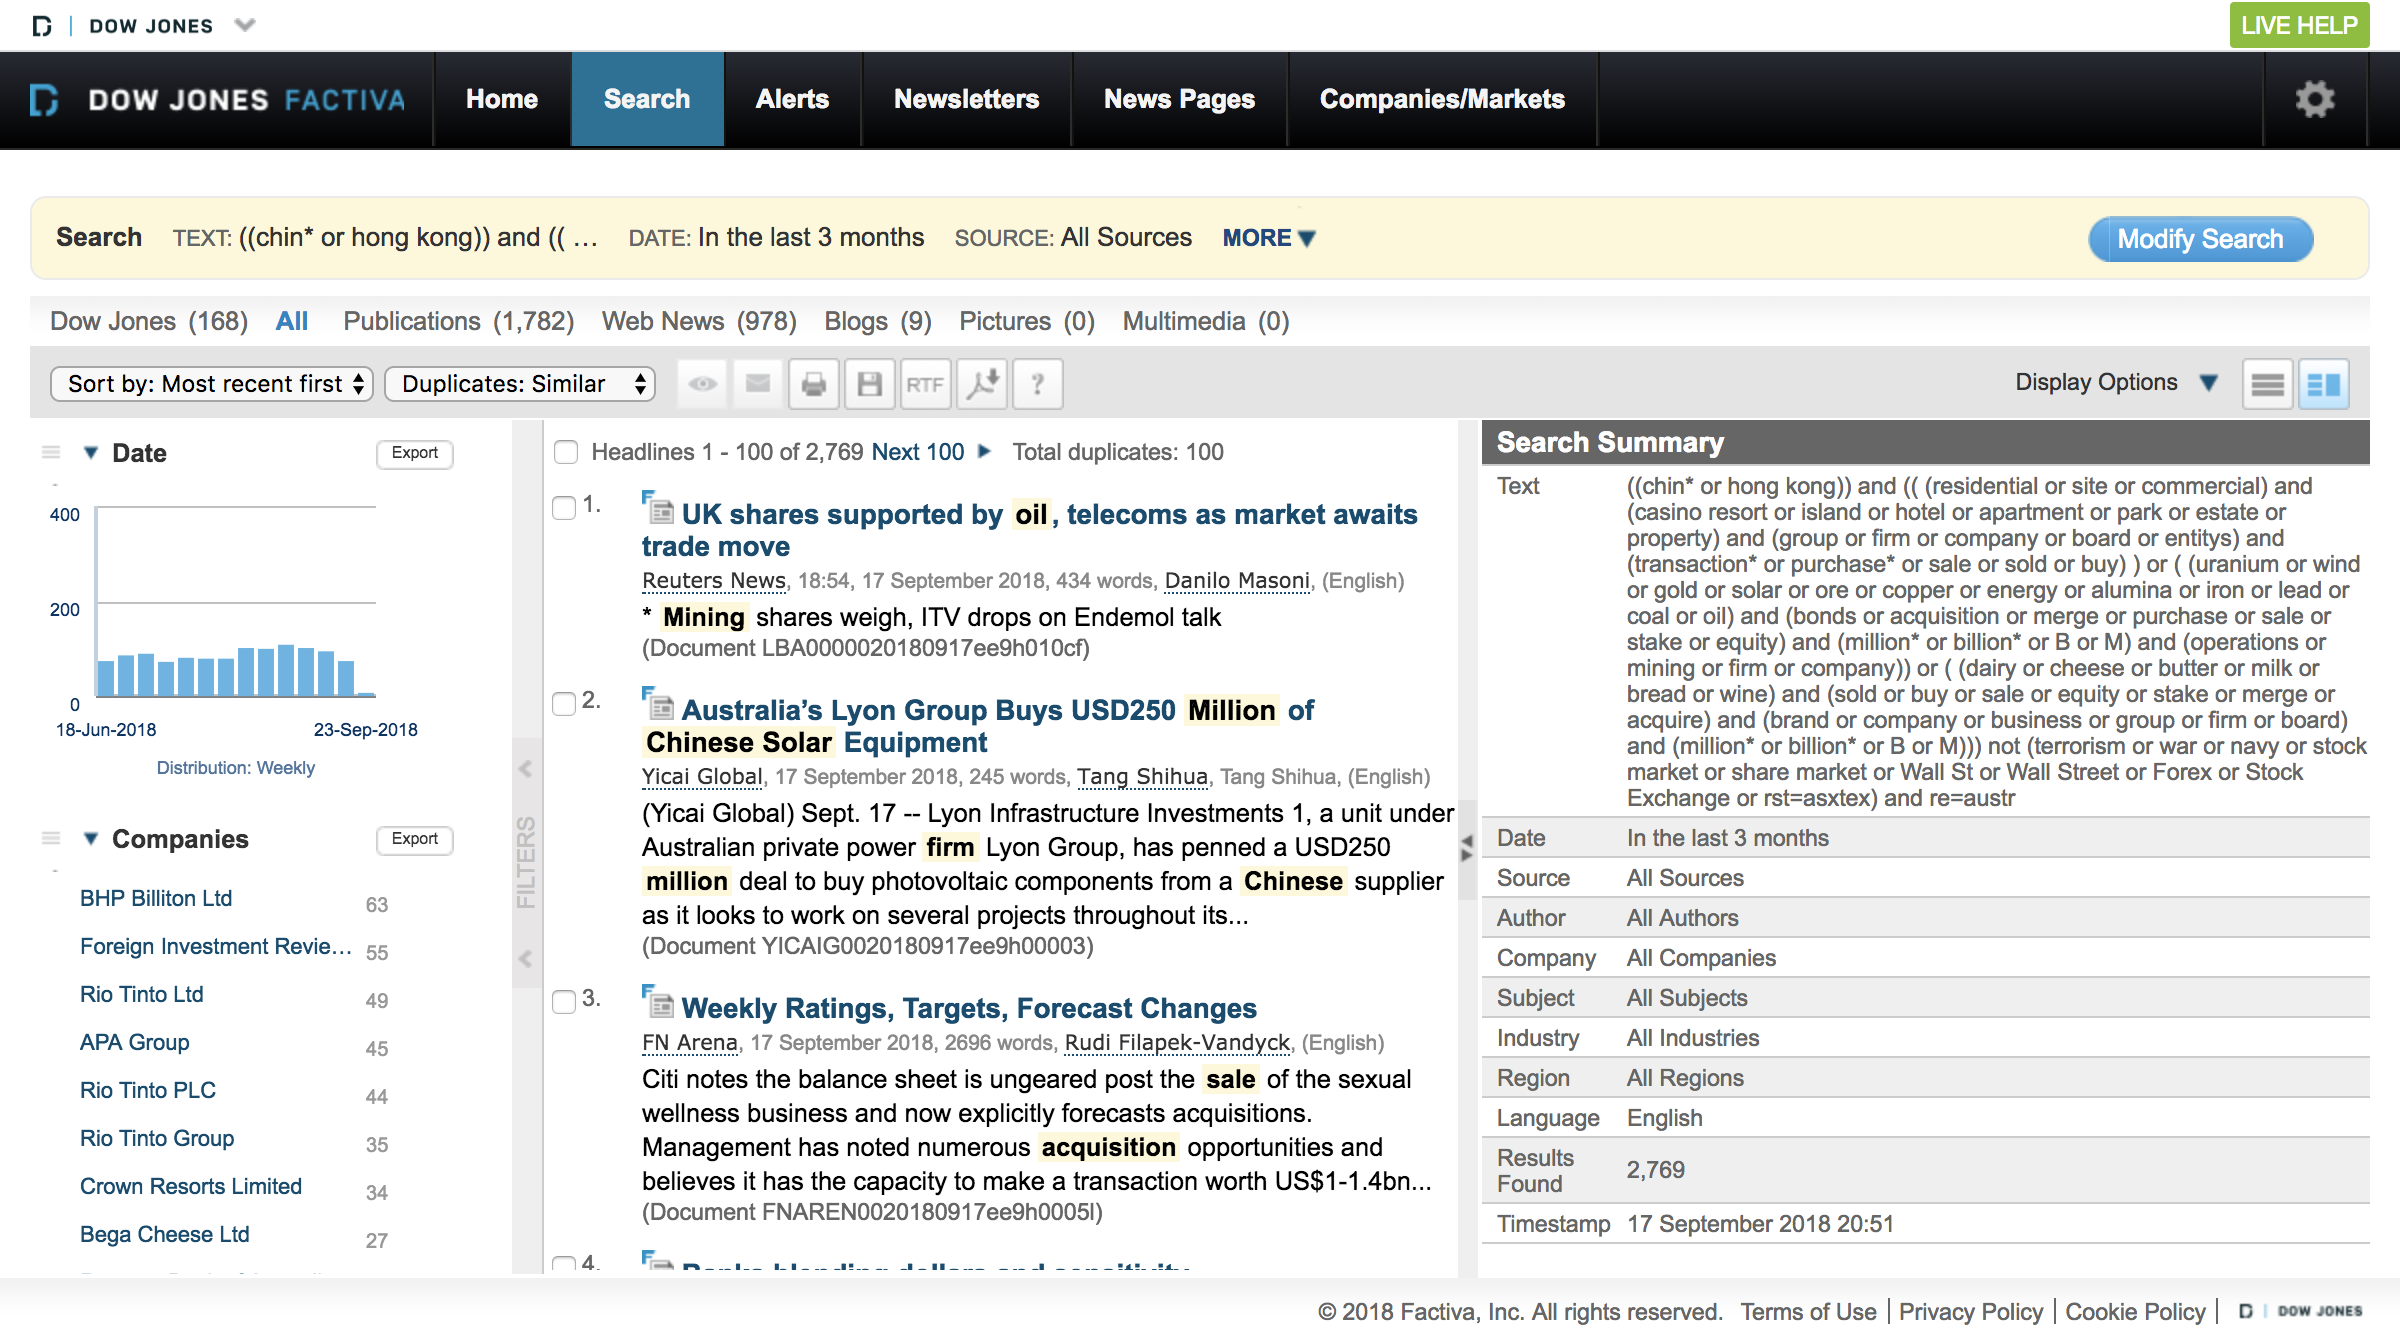 DOW JONES
LIVE HELP
DOW JONES FACTIVA
Home
Search
Alerts
Newsletters
News Pages
Companies/Markets
Search TEXT: ((chin* or hong kong)) and (( ... DATE: In the last 3 months SOURCE: All Sources MORE
Modify Search
Dow Jones (168) All Publications (1,782) Web News (978) Blogs (9) Pictures (0) Multimedia (0)
Sort by: Most recent first
Duplicates: Similar
RTF
?
Display Options
Date
Export
400
200
0
18-Jun-2018
23-Sep-2018
Distribution: Weekly
Companies
Export
BHP Billiton Ltd 63
Foreign Investment Revie... 55
Rio Tinto Ltd 49
APA Group 45
Rio Tinto PLC 44
Rio Tinto Group 35
Crown Resorts Limited 34
Bega Cheese Ltd 27
FILTERS
Headlines 1 - 100 of 2,769 Next 100 Total duplicates: 100
1. UK shares supported by oil, telecoms as market awaits
trade move
Reuters News, 18:54, 17 September 2018, 434 words, Danilo Masoni, (English)
* Mining shares weigh, ITV drops on Endemol talk
(Document LBA0000020180917ee9h010cf)
2. Australia’s Lyon Group Buys USD250 Million of
Chinese Solar Equipment
Yicai Global, 17 September 2018, 245 words, Tang Shihua, Tang Shihua, (English)
(Yicai Global) Sept. 17 -- Lyon Infrastructure Investments 1, a unit under
Australian private power firm Lyon Group, has penned a USD250
million deal to buy photovoltaic components from a Chinese supplier
as it looks to work on several projects throughout its...
(Document YICAIG0020180917ee9h00003)
3. Weekly Ratings, Targets, Forecast Changes
FN Arena, 17 September 2018, 2696 words, Rudi Filapek-Vandyck, (English)
Citi notes the balance sheet is ungeared post the sale of the sexual
wellness business and now explicitly forecasts acquisitions.
Management has noted numerous acquisition opportunities and
believes it has the capacity to make a transaction worth US$1-1.4bn...
(Document FNAREN0020180917ee9h0005l)
4. Banks blending dollars and sensitivity
Search Summary
Text ((chin* or hong kong)) and (( (residential or site or commercial) and
(casino resort or island or hotel or apartment or park or estate or
property) and (group or firm or company or board or entitys) and
(transaction* or purchase* or sale or sold or buy) ) or ( (uranium or wind
or gold or solar or ore or copper or energy or alumina or iron or lead or
coal or oil) and (bonds or acquisition or merge or purchase or sale or
stake or equity) and (million* or billion* or B or M) and (operations or
mining or firm or company)) or ( (dairy or cheese or butter or milk or
bread or wine) and (sold or buy or sale or equity or stake or merge or
acquire) and (brand or company or business or group or firm or board)
and (million* or billion* or B or M))) not (terrorism or war or navy or stock
market or share market or Wall St or Wall Street or Forex or Stock
Exchange or rst=asxtex) and re=austr
Date In the last 3 months
Source All Sources
Author All Authors
Company All Companies
Subject All Subjects
Industry All Industries
Region All Regions
Language English
Results
Found 2,769
Timestamp 17 September 2018 20:51
© 2018 Factiva, Inc. All rights reserved. Terms of Use | Privacy Policy | Cookie Policy | DOW JONES